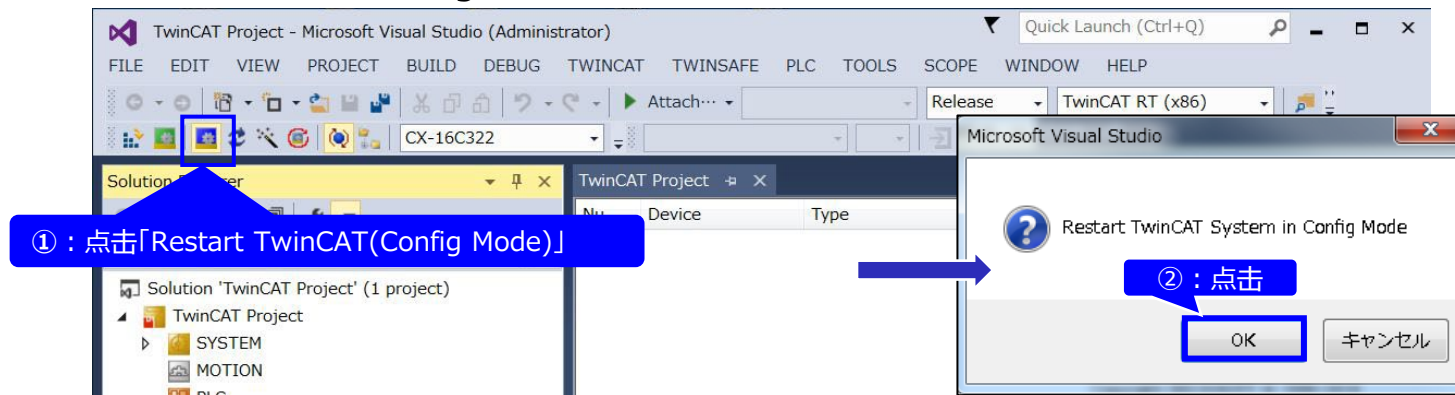 TwinCAT Project - Microsoft Visual Studio (Administrator)
Quick Launch (Ctrl+Q)
FILE EDIT VIEW PROJECT BUILD DEBUG TWINCAT TWINSAFE PLC TOOLS SCOPE WINDOW HELP
Attach… Release TwinCAT RT (x86)
CX-16C322
Microsoft Visual Studio
TwinCAT Project
Device Type
①：点击「Restart TwinCAT(Config Mode)」
Restart TwinCAT System in Config Mode
②：点击
OK キャンセル
Solution 'TwinCAT Project' (1 project)
TwinCAT Project
SYSTEM
MOTION